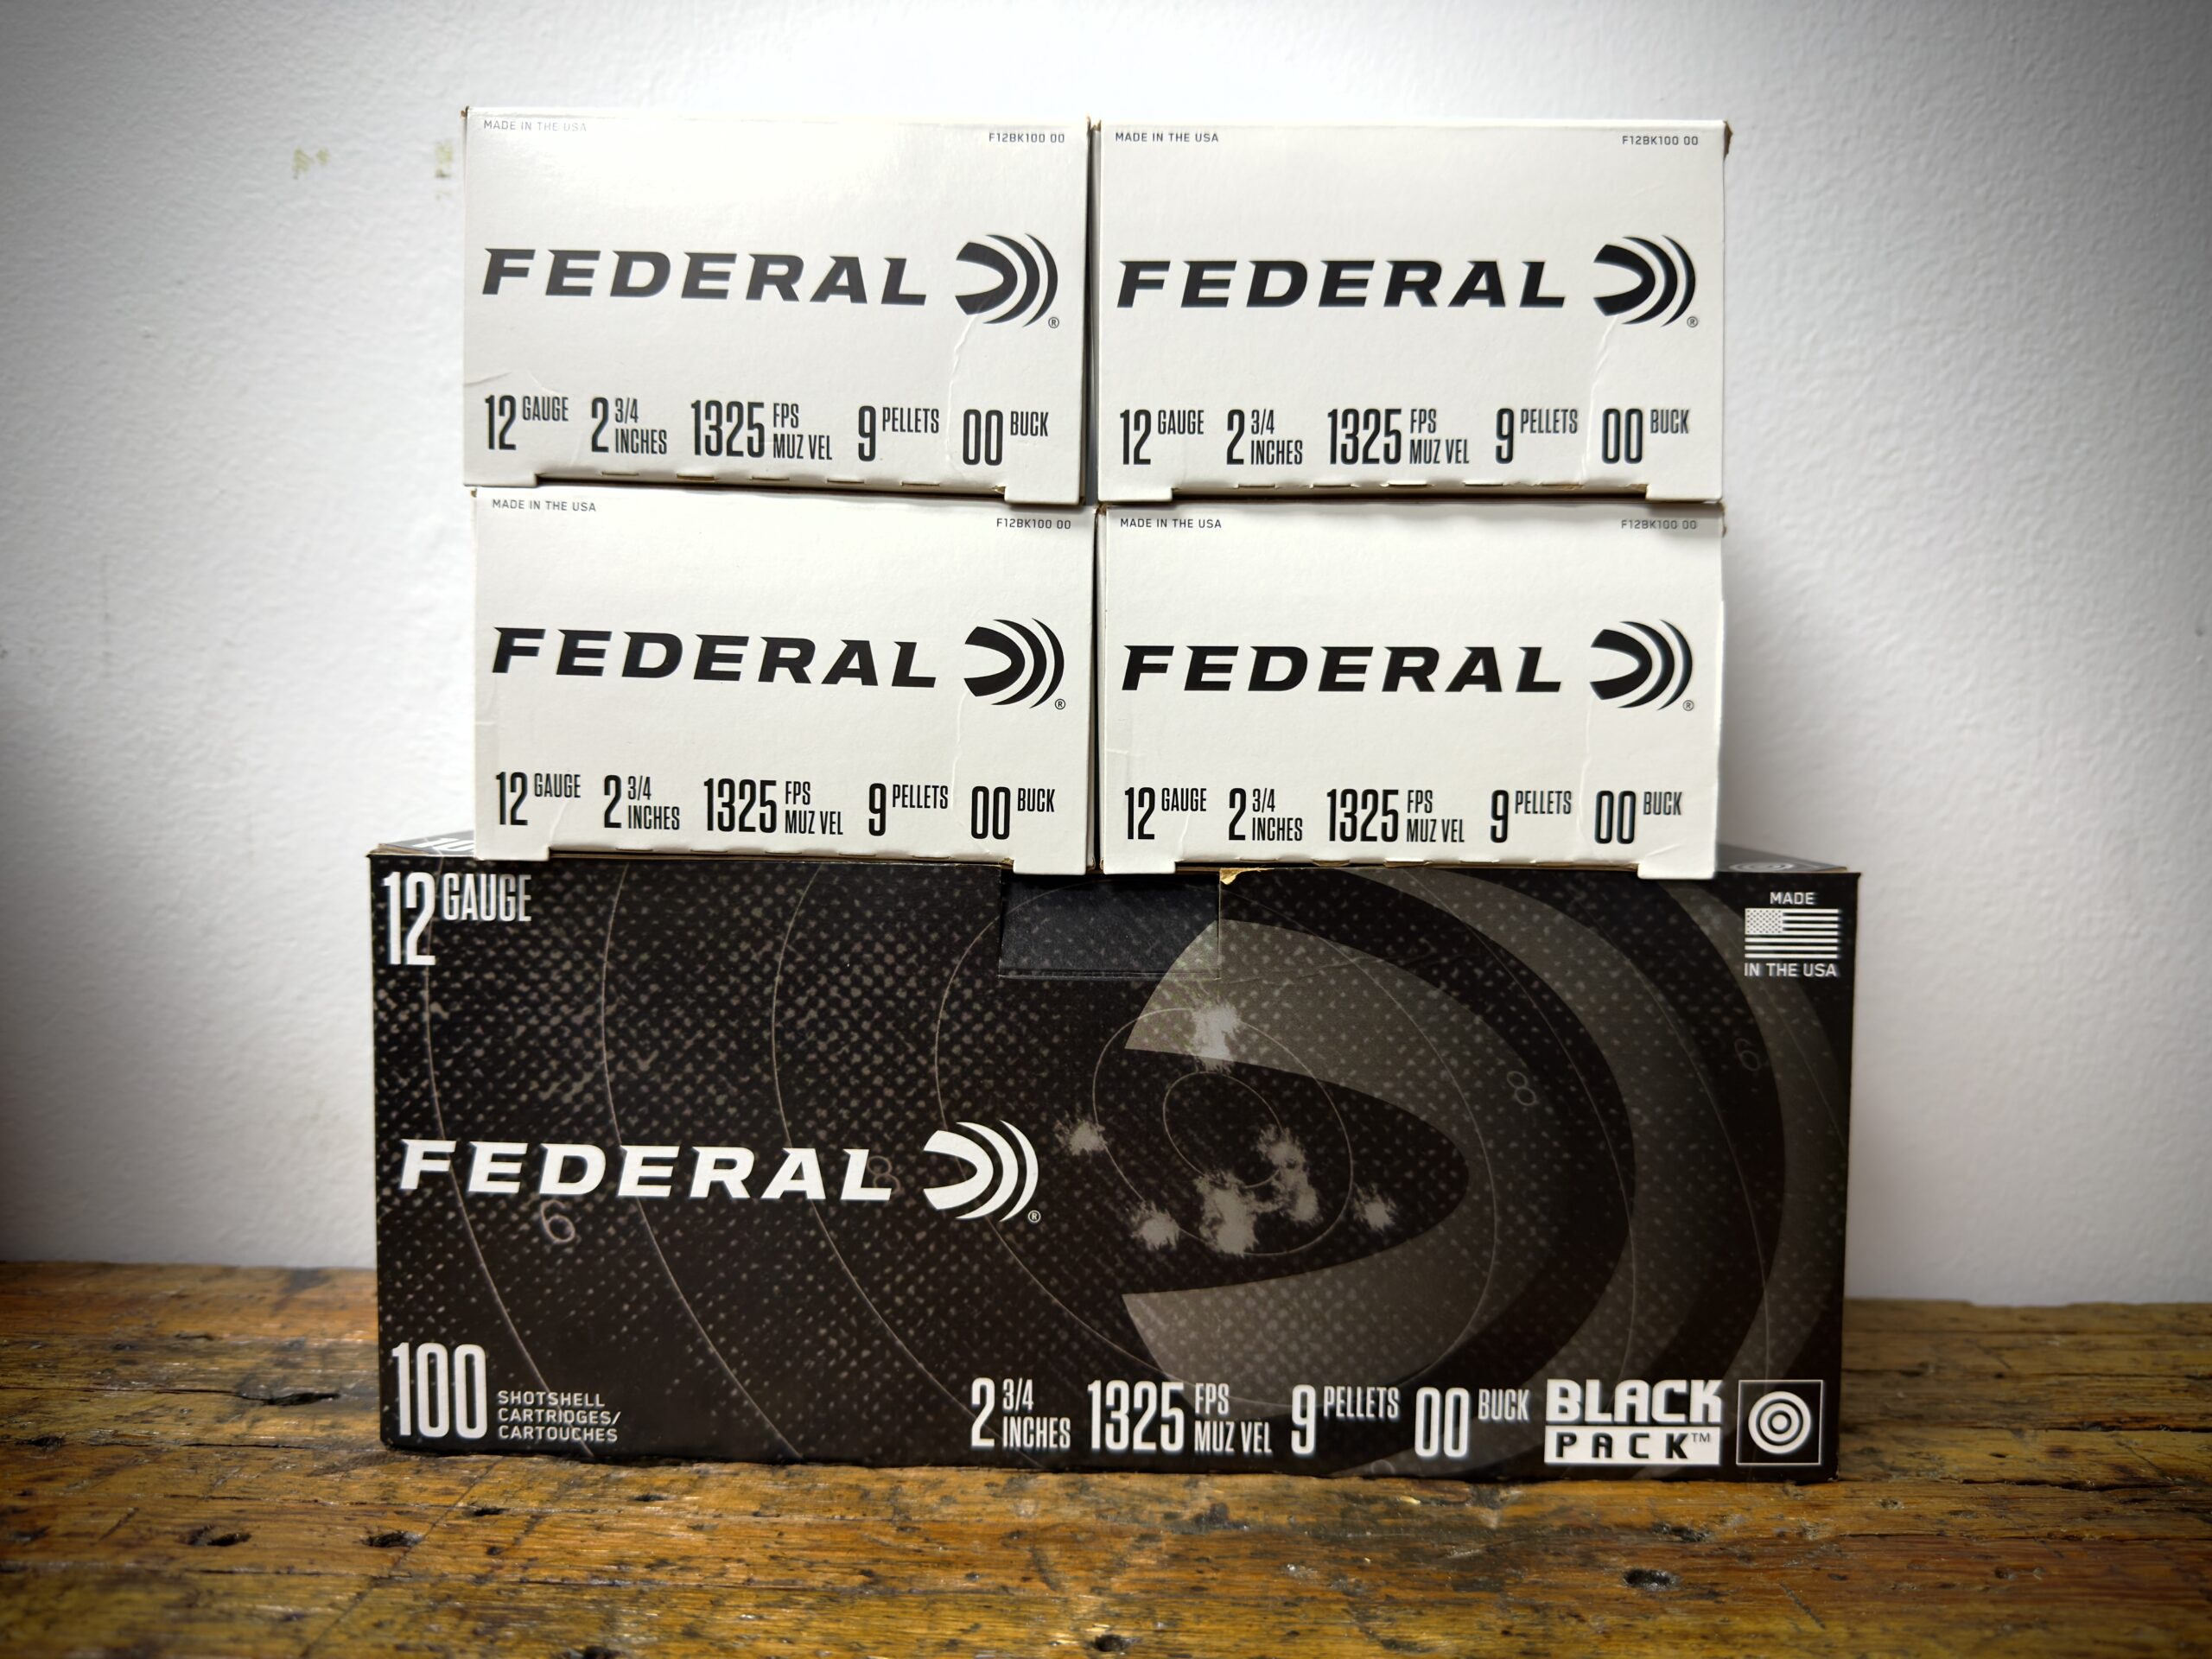 MADE IN THE USA
F12BK100 00
FEDERAL ®
12 GAUGE 2 3/4 INCHES 1325 FPS MUZ VEL 9 PELLETS 00 BUCK
MADE IN THE USA
F12BK100 00
FEDERAL ®
12 GAUGE 2 3/4 INCHES 1325 FPS MUZ VEL 9 PELLETS 00 BUCK
MADE IN THE USA
F12BK100 00
FEDERAL ®
12 GAUGE 2 3/4 INCHES 1325 FPS MUZ VEL 9 PELLETS 00 BUCK
MADE IN THE USA
F12BK100 00
FEDERAL ®
12 GAUGE 2 3/4 INCHES 1325 FPS MUZ VEL 9 PELLETS 00 BUCK
12 GAUGE
MADE
IN THE USA
6
8
FEDERAL ®
8
6
100 SHOTSHELL
CARTRIDGES/
CARTOUCHES
2 3/4 INCHES 1325 FPS MUZ VEL 9 PELLETS 00 BUCK
BLACK
PACK™